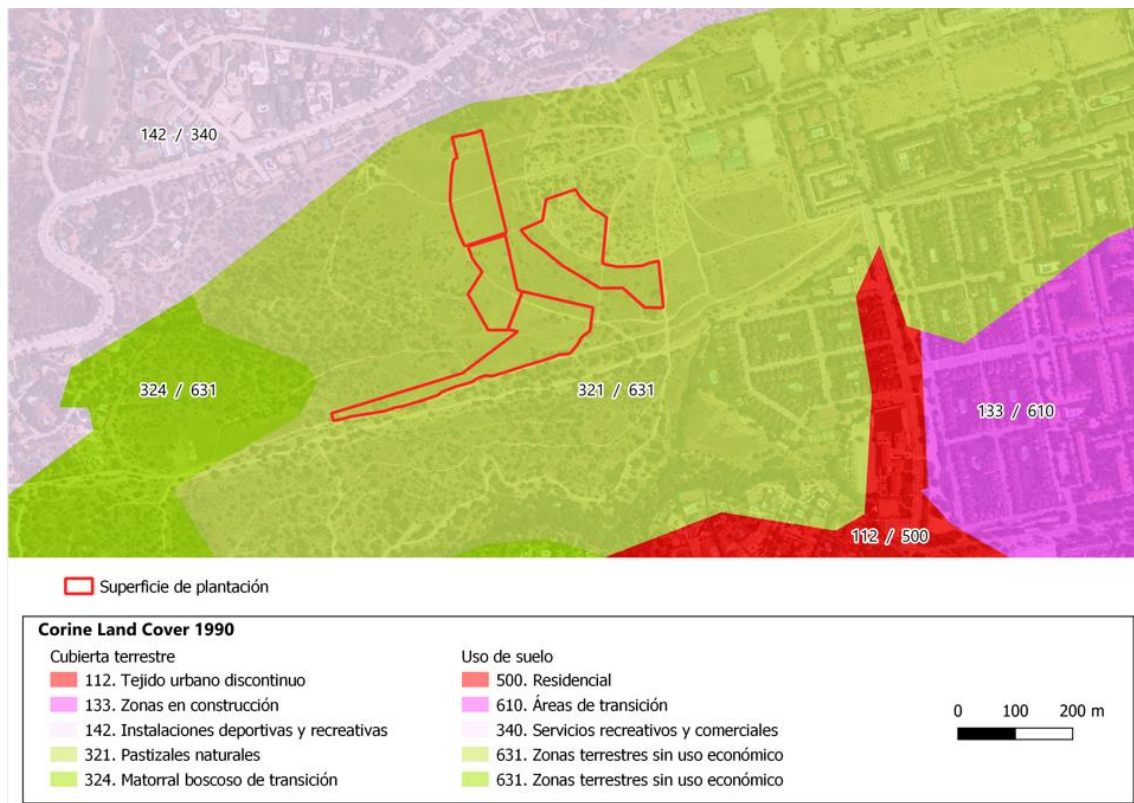 142 / 340
324 / 631
321 / 631
133 / 610
112 / 500
Superficie de plantación
Corine Land Cover 1990
Cubierta terrestre
112. Tejido urbano discontinuo
133. Zonas en construcción
142. Instalaciones deportivas y recreativas
321. Pastizales naturales
324. Matorral boscoso de transición
Uso de suelo
500. Residencial
610. Áreas de transición
340. Servicios recreativos y comerciales
631. Zonas terrestres sin uso económico
631. Zonas terrestres sin uso económico
0 100 200 m